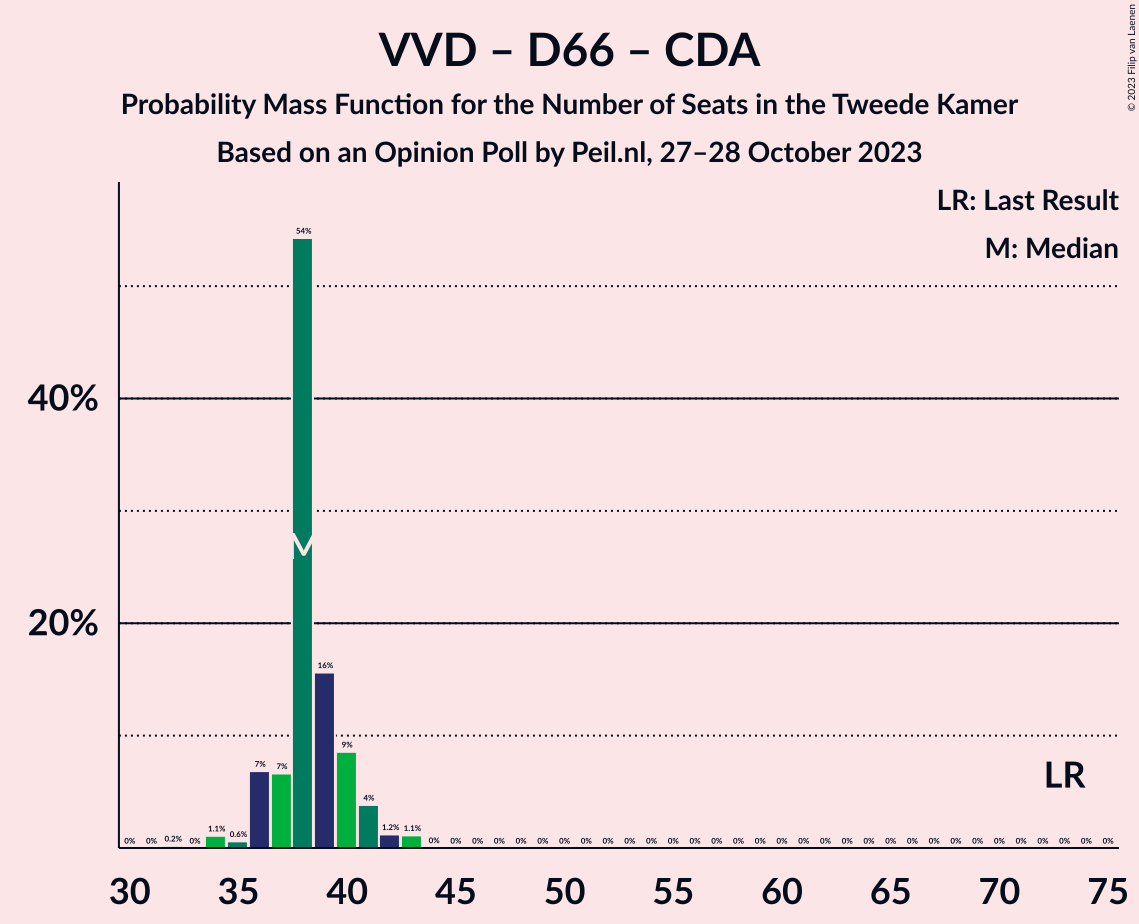 © 2023 Filip van Laenen
VVD – D66 – CDA
Probability Mass Function for the Number of Seats in the Tweede Kamer
Based on an Opinion Poll by Peil.nl, 27–28 October 2023
LR: Last Result
M: Median
54%
40%
M
20%
16%
9%
LR
7% 7%
4%
0% 0% 0.2% 0% 1.1% 0.6% 1.2% 1.1% 0% 0% 0% 0% 0% 0% 0% 0% 0% 0% 0% 0% 0% 0% 0% 0% 0% 0% 0% 0% 0% 0% 0% 0% 0% 0% 0% 0% 0% 0% 0% 0%
30 35 40 45 50 55 60 65 70 75